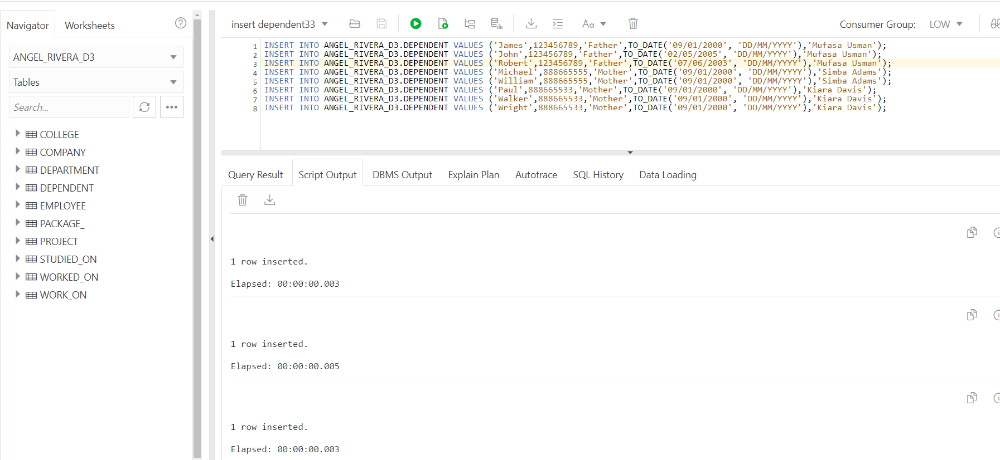 Navigator
Worksheets
ANGEL_RIVERA_D3
Tables
Search...
COLLEGE
COMPANY
DEPARTMENT
DEPENDENT
EMPLOYEE
PACKAGE_
PROJECT
STUDIED_ON
WORKED_ON
WORK_ON
insert dependent33
Aa
Consumer Group: LOW
1 INSERT INTO ANGEL_RIVERA_D3.DEPENDENT VALUES ('James',123456789,'Father',TO_DATE('09/01/2000', 'DD/MM/YYYY'),'Mufasa Usman');
2 INSERT INTO ANGEL_RIVERA_D3.DEPENDENT VALUES ('John',123456789,'Father',TO_DATE('02/05/2005', 'DD/MM/YYYY'),'Mufasa Usman');
3 INSERT INTO ANGEL_RIVERA_D3.DEPENDENT VALUES ('Robert',123456789,'Father',TO_DATE('07/06/2003', 'DD/MM/YYYY'),'Mufasa Usman');
4 INSERT INTO ANGEL_RIVERA_D3.DEPENDENT VALUES ('Michael',888665555,'Mother',TO_DATE('09/01/2000', 'DD/MM/YYYY'),'Simba Adams');
5 INSERT INTO ANGEL_RIVERA_D3.DEPENDENT VALUES ('William',888665555,'Mother',TO_DATE('09/01/2000', 'DD/MM/YYYY'),'Simba Adams');
6 INSERT INTO ANGEL_RIVERA_D3.DEPENDENT VALUES ('Paul',888665533,'Mother',TO_DATE('09/01/2000', 'DD/MM/YYYY'),'Kiara Davis');
7 INSERT INTO ANGEL_RIVERA_D3.DEPENDENT VALUES ('Walker',888665533,'Mother',TO_DATE('09/01/2000', 'DD/MM/YYYY'),'Kiara Davis');
8 INSERT INTO ANGEL_RIVERA_D3.DEPENDENT VALUES ('Wright',888665533,'Mother',TO_DATE('09/01/2000', 'DD/MM/YYYY'),'Kiara Davis');
Query Result Script Output DBMS Output Explain Plan Autotrace SQL History Data Loading
1 row inserted.
Elapsed: 00:00:00.003
1 row inserted.
Elapsed: 00:00:00.005
1 row inserted.
Elapsed: 00:00:00.003